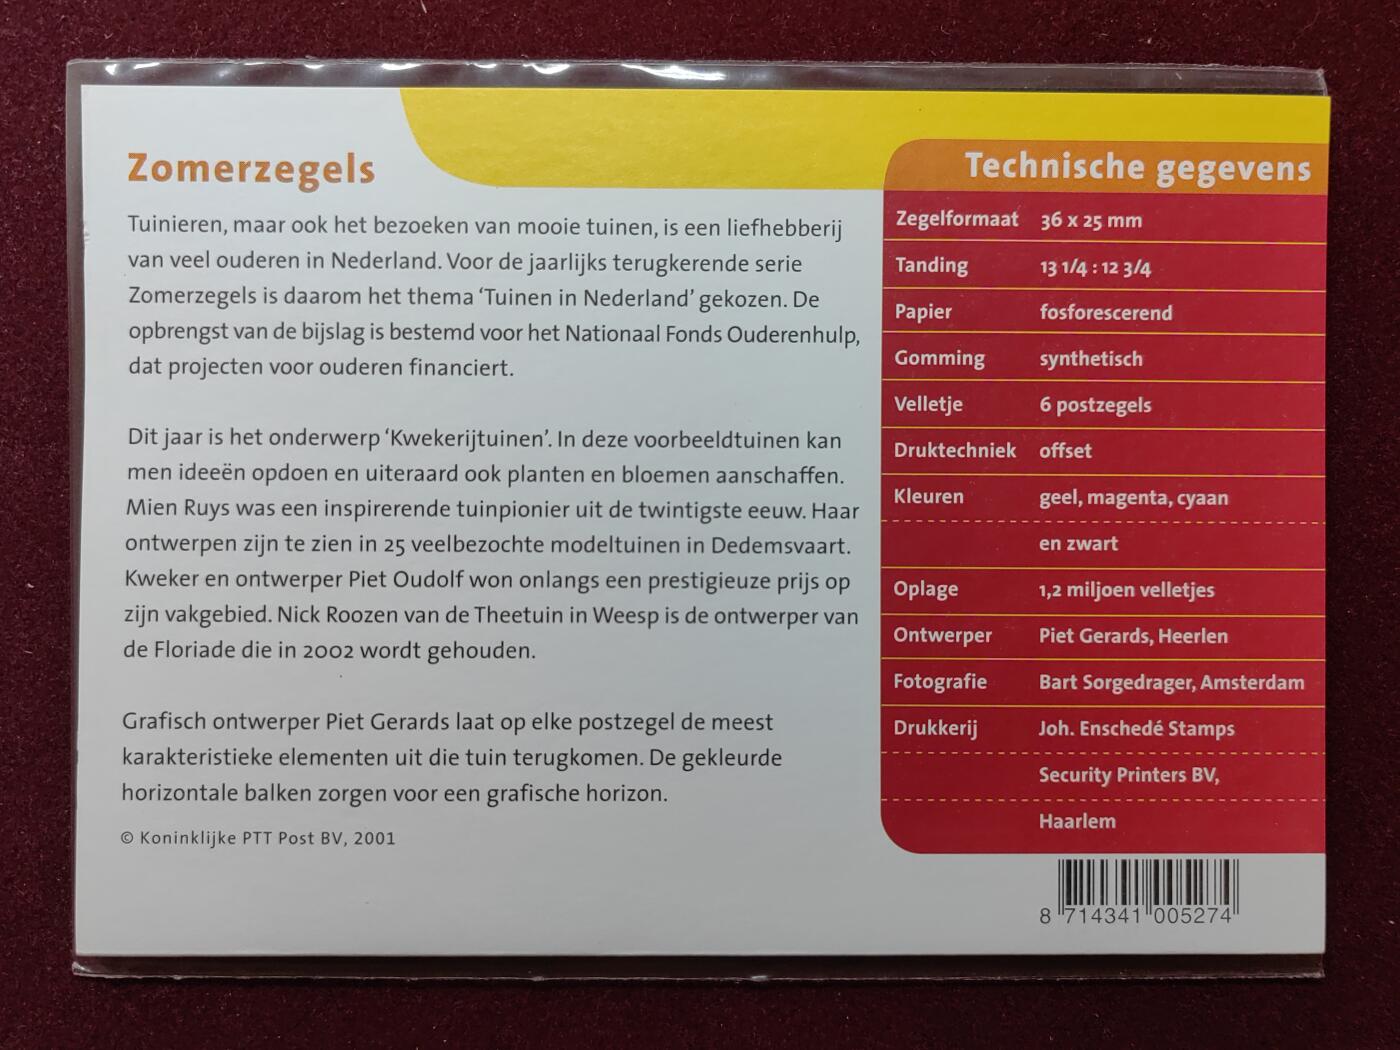 Zomerzegels
Tuinieren, maar ook het bezoeken van mooie tuinen, is een liefhebberij
van veel ouderen in Nederland. Voor de jaarlijks terugkerende serie
Zomerzegels is daarom het thema ‘Tuinen in Nederland’ gekozen. De
opbrengst van de bijslag is bestemd voor het Nationaal Fonds Ouderenhulp,
dat projecten voor ouderen financiert.
Dit jaar is het onderwerp ‘Kwekerijtuinen’. In deze voorbeeldtuinen kan
men ideeën opdoen en uiteraard ook planten en bloemen aanschaffen.
Mien Ruys was een inspirerende tuinpionier uit de twintigste eeuw. Haar
ontwerpen zijn te zien in 25 veelbezochte modeltuinen in Dedemsvaart.
Kweker en ontwerper Piet Oudolf won onlangs een prestigieuze prijs op
zijn vakgebied. Nick Roozen van de Theetuin in Weesp is de ontwerper van
de Floriade die in 2002 wordt gehouden.
Grafisch ontwerper Piet Gerards laat op elke postzegel de meest
karakteristieke elementen uit die tuin terugkomen. De gekleurde
horizontale balken zorgen voor een grafische horizon.
© Koninklijke PTT Post BV, 2001
Technische gegevens
Zegelformaat 36 x 25 mm
Tanding 13 1/4 : 12 3/4
Papier fosforescerend
Gomming synthetisch
Velletje 6 postzegels
Druktechniek offset
Kleuren geel, magenta, cyaan
en zwart
Oplage 1,2 miljoen velletjes
Ontwerper Piet Gerards, Heerlen
Fotografie Bart Sorgedrager, Amsterdam
Drukkerij Joh. Enschedé Stamps
Security Printers BV,
Haarlem
8 714341 005274